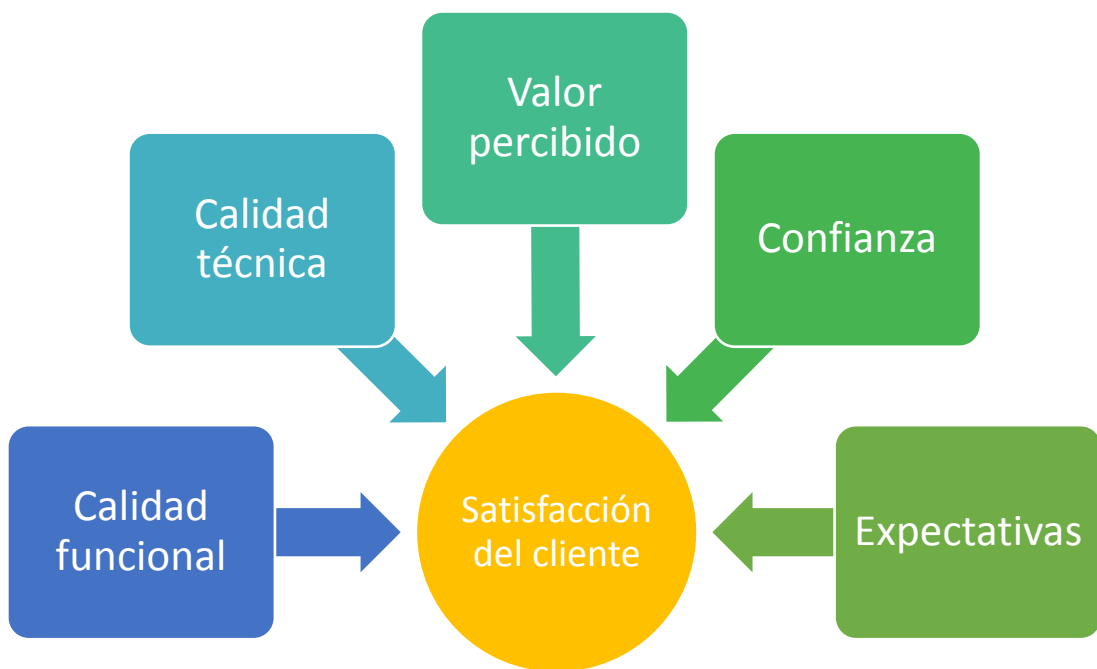 Valor
percibido
Calidad
técnica
Confianza
Calidad
funcional
Satisfacción
del cliente
Expectativas